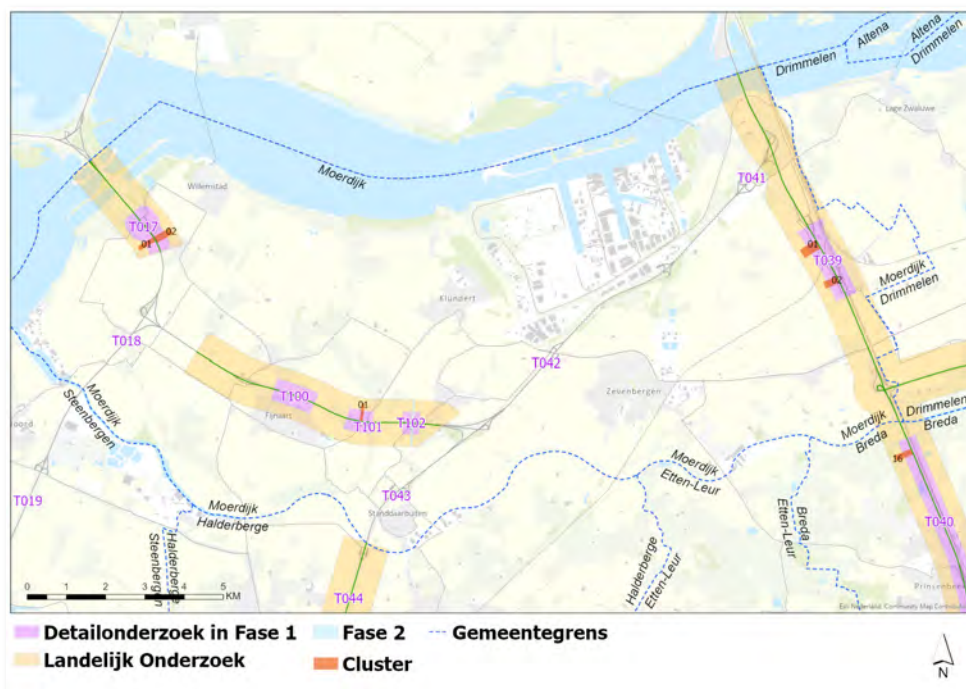 Altena
Altena
Drimmelen
Drimmelen
Lage Zwaluwe
Moerdijk
Willemstad
T041
T017
01
02
01
T039
02
Moerdijk
Drimmelen
Klundert
T018
T042
Moerdijk
Steenbergen
T100
01
Fijnaart
T101
T102
Zevenbergen
Moerdijk
Drimmelen
Breda
Breda
16
Moerdijk
Etten-Leur
T019
T043
Moerdijk
Halderberge
Standdaarbuiten
Breda
Etten-Leur
T040
Halderberge
Steenbergen
Halderberge
Etten-Leur
T044
Prinsenbeek
0 1 2 3 4 5
KM
Esri Nederland, Community Map Contributors
Detailonderzoek in Fase 1
Fase 2
Gemeentegrens
Landelijk Onderzoek
Cluster
N